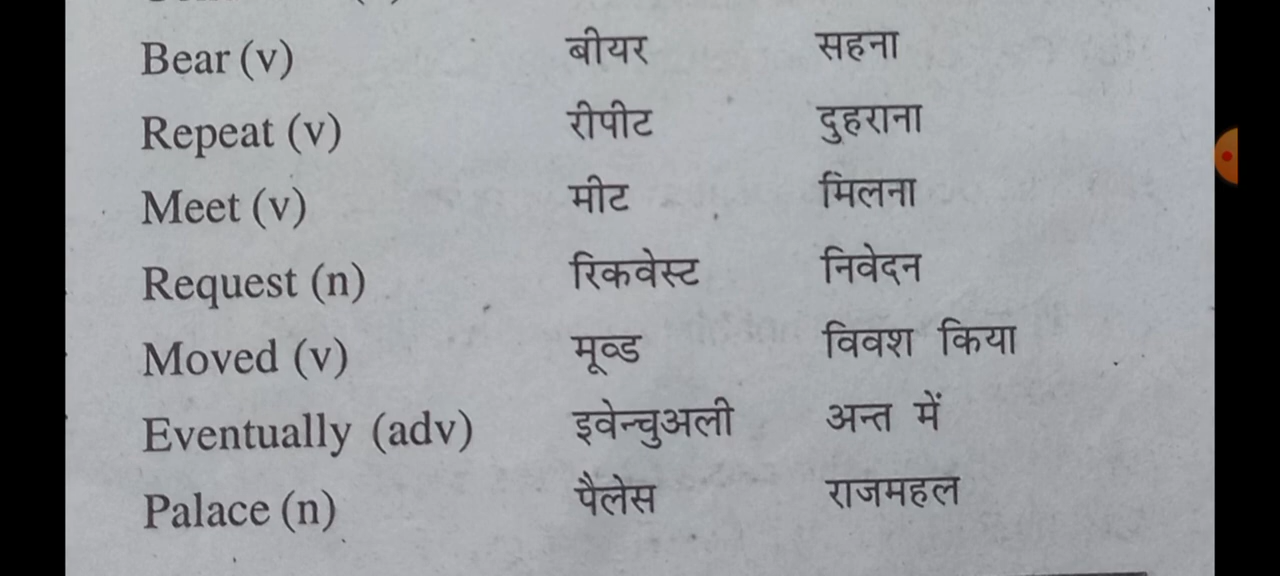 Bear (v) बीयर सहना
Repeat (v) रीपीट दुहराना
Meet (v) मीट मिलना
Request (n) रिकवेस्ट निवेदन
Moved (v) मूव्ड विवश किया
Eventually (adv) इवेन्चुअली अन्त में
Palace (n) पैलेस राजमहल